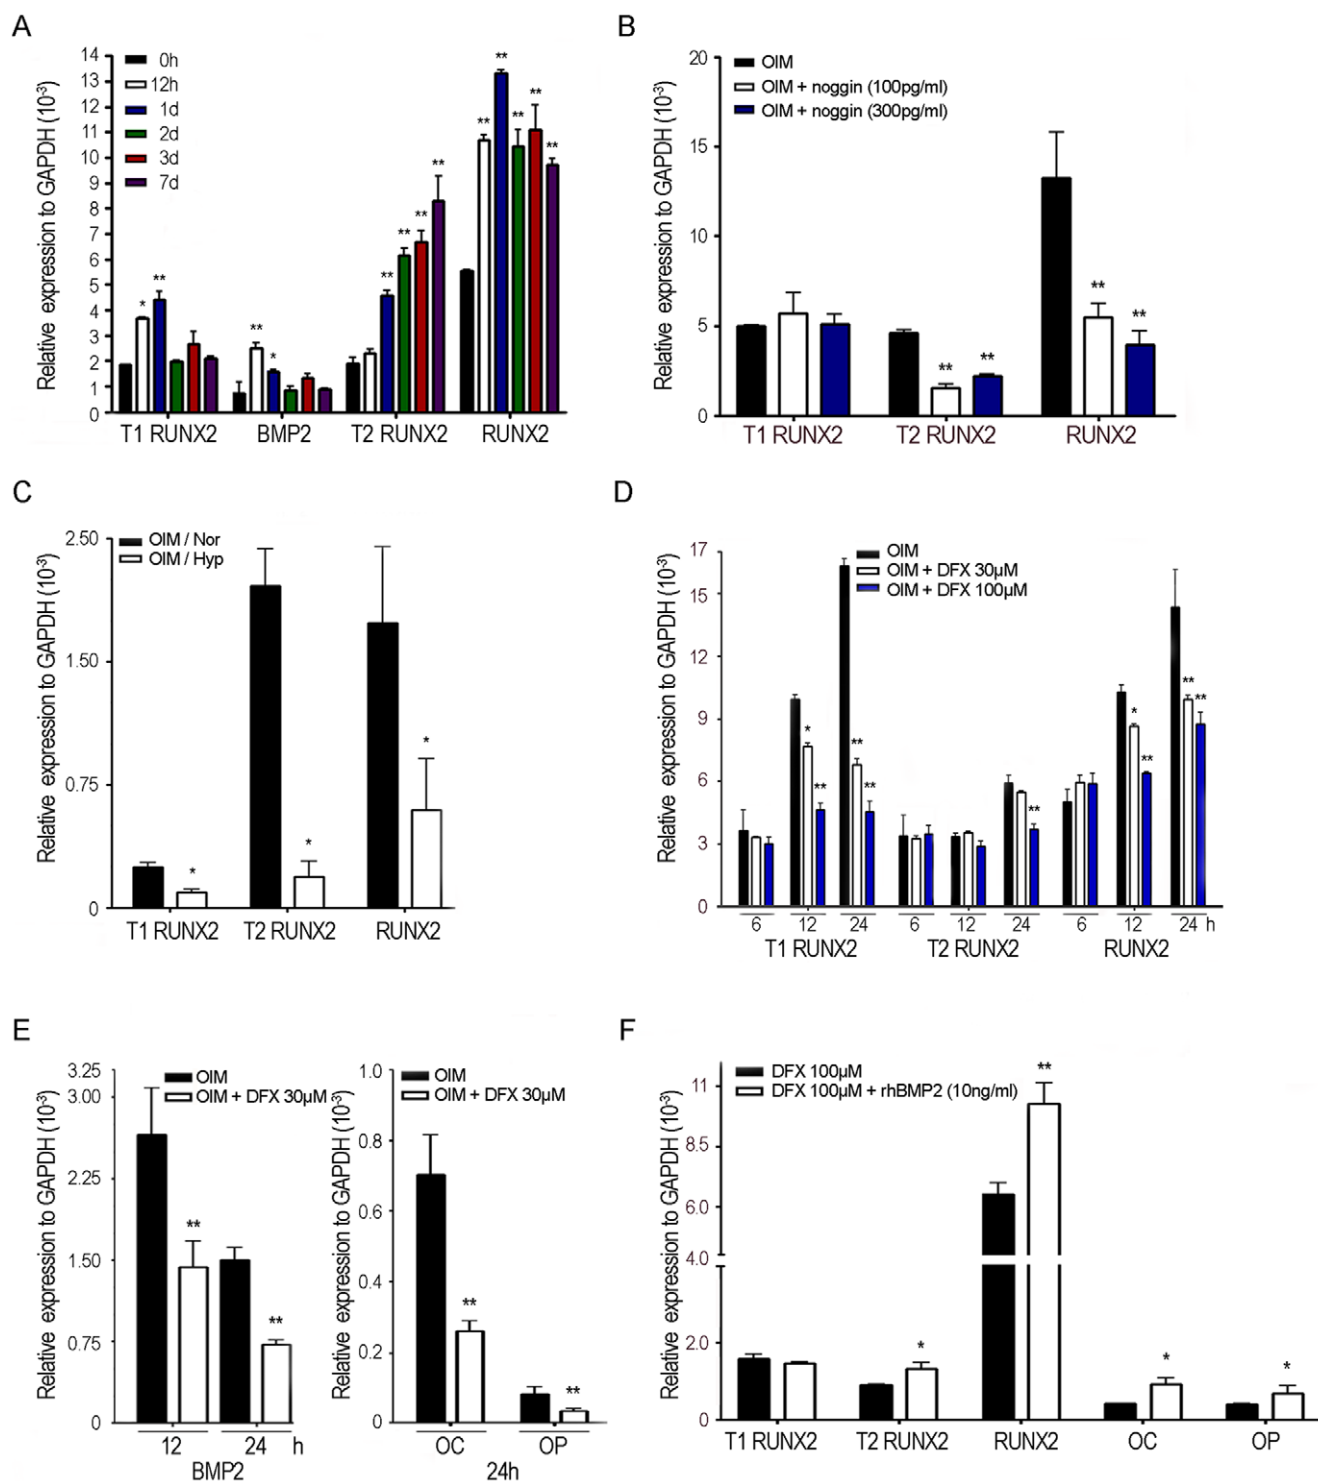 A
Relative expression to GAPDH (10⁻³)
14
13
12
11
10
9
8
7
6
5
4
3
2
1
0
0h
12h
1d
2d
3d
7d
* ** ** * ** ** ** ** ** ** ** ** **
T1 RUNX2 BMP2 T2 RUNX2 RUNX2
B
Relative expression to GAPDH (10⁻³)
20
15
10
5
0
OIM
OIM + noggin (100pg/ml)
OIM + noggin (300pg/ml)
** ** ** **
T1 RUNX2 T2 RUNX2 RUNX2
C
Relative expression to GAPDH (10⁻³)
2.50
1.50
0.75
0
OIM / Nor
OIM / Hyp
* * *
T1 RUNX2 T2 RUNX2 RUNX2
D
Relative expression to GAPDH (10⁻³)
17
15
12
9
6
3
0
OIM
OIM + DFX 30µM
OIM + DFX 100µM
* ** ** ** ** * ** ** **
6 12 24 6 12 24 6 12 24 h
T1 RUNX2 T2 RUNX2 RUNX2
E
Relative expression to GAPDH (10⁻³)
3.25
3.00
2.25
1.50
0.75
0
OIM
OIM + DFX 30µM
** **
12 24 h
BMP2
Relative expression to GAPDH (10⁻³)
1.0
0.8
0.6
0.4
0.2
0
OIM
OIM + DFX 30µM
** **
OC OP
24h
F
Relative expression to GAPDH (10⁻³)
11
8.5
6.0
4.0
2.0
0
DFX 100µM
DFX 100µM + rhBMP2 (10ng/ml)
* ** * *
T1 RUNX2 T2 RUNX2 RUNX2 OC OP